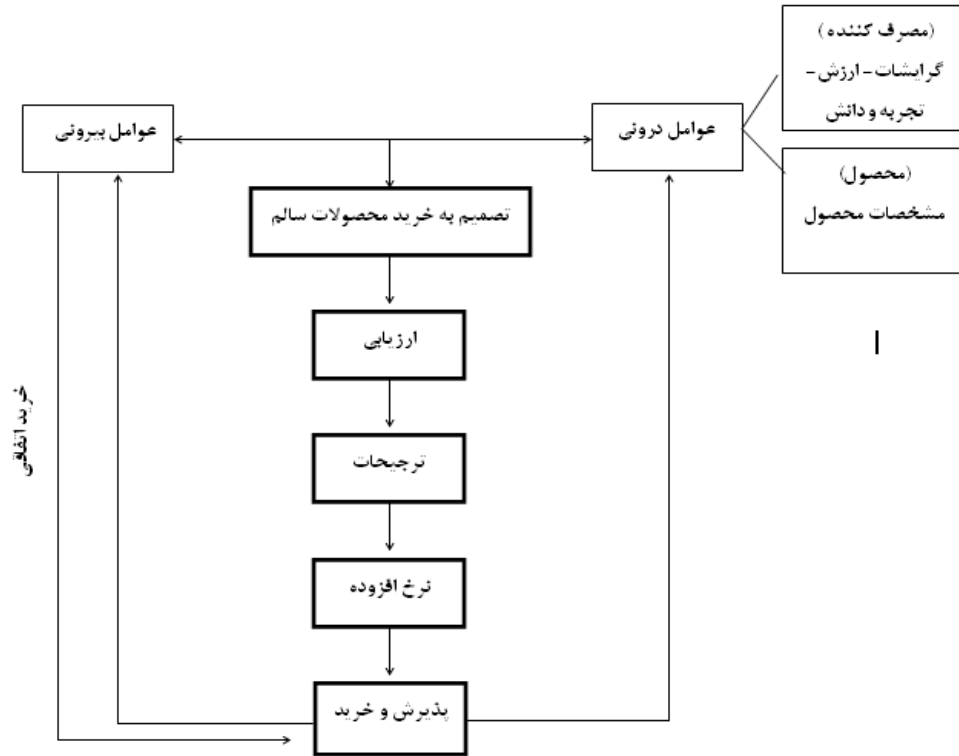 (مصرف کننده)
گرایشات - ارزش -
تجربه و دانش
عوامل درونی
عوامل بیرونی
(محصول)
مشخصات محصول
تصمیم به خرید محصولات سالم
ارزیابی
ترجیحات
نرخ افزوده
پذیرش و خرید
خرید اتفاقی